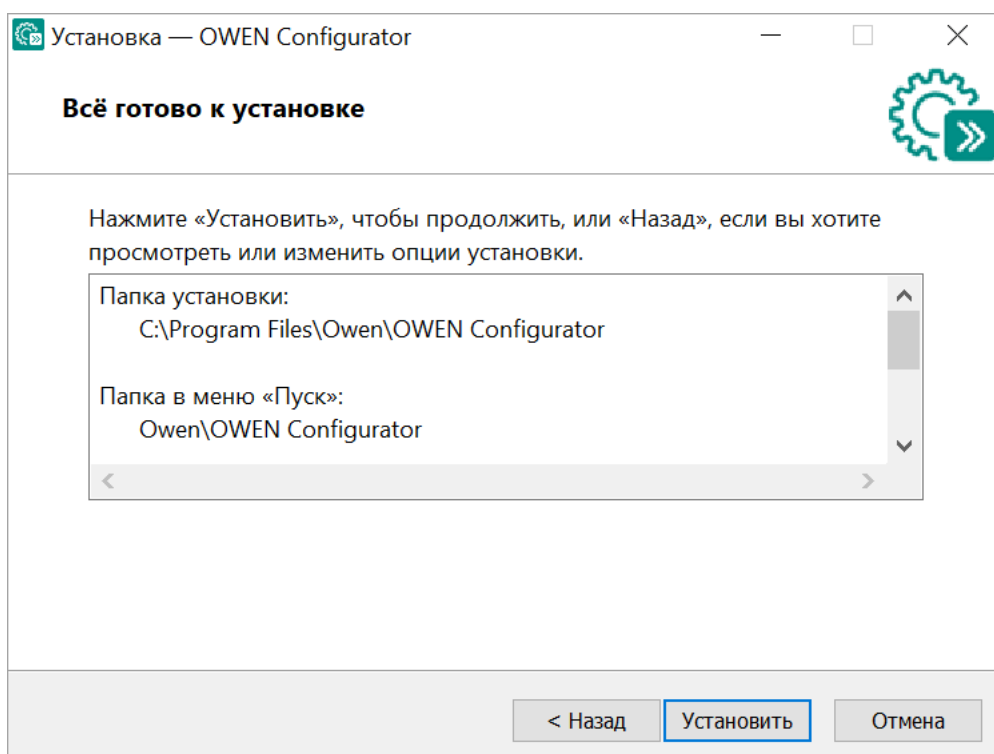 Установка — OWEN Configurator
Всё готово к установке
Нажмите «Установить», чтобы продолжить, или «Назад», если вы хотите
просмотреть или изменить опции установки.
Папка установки:
C:\Program Files\Owen\OWEN Configurator
Папка в меню «Пуск»:
Owen\OWEN Configurator
< Назад
Установить
Отмена